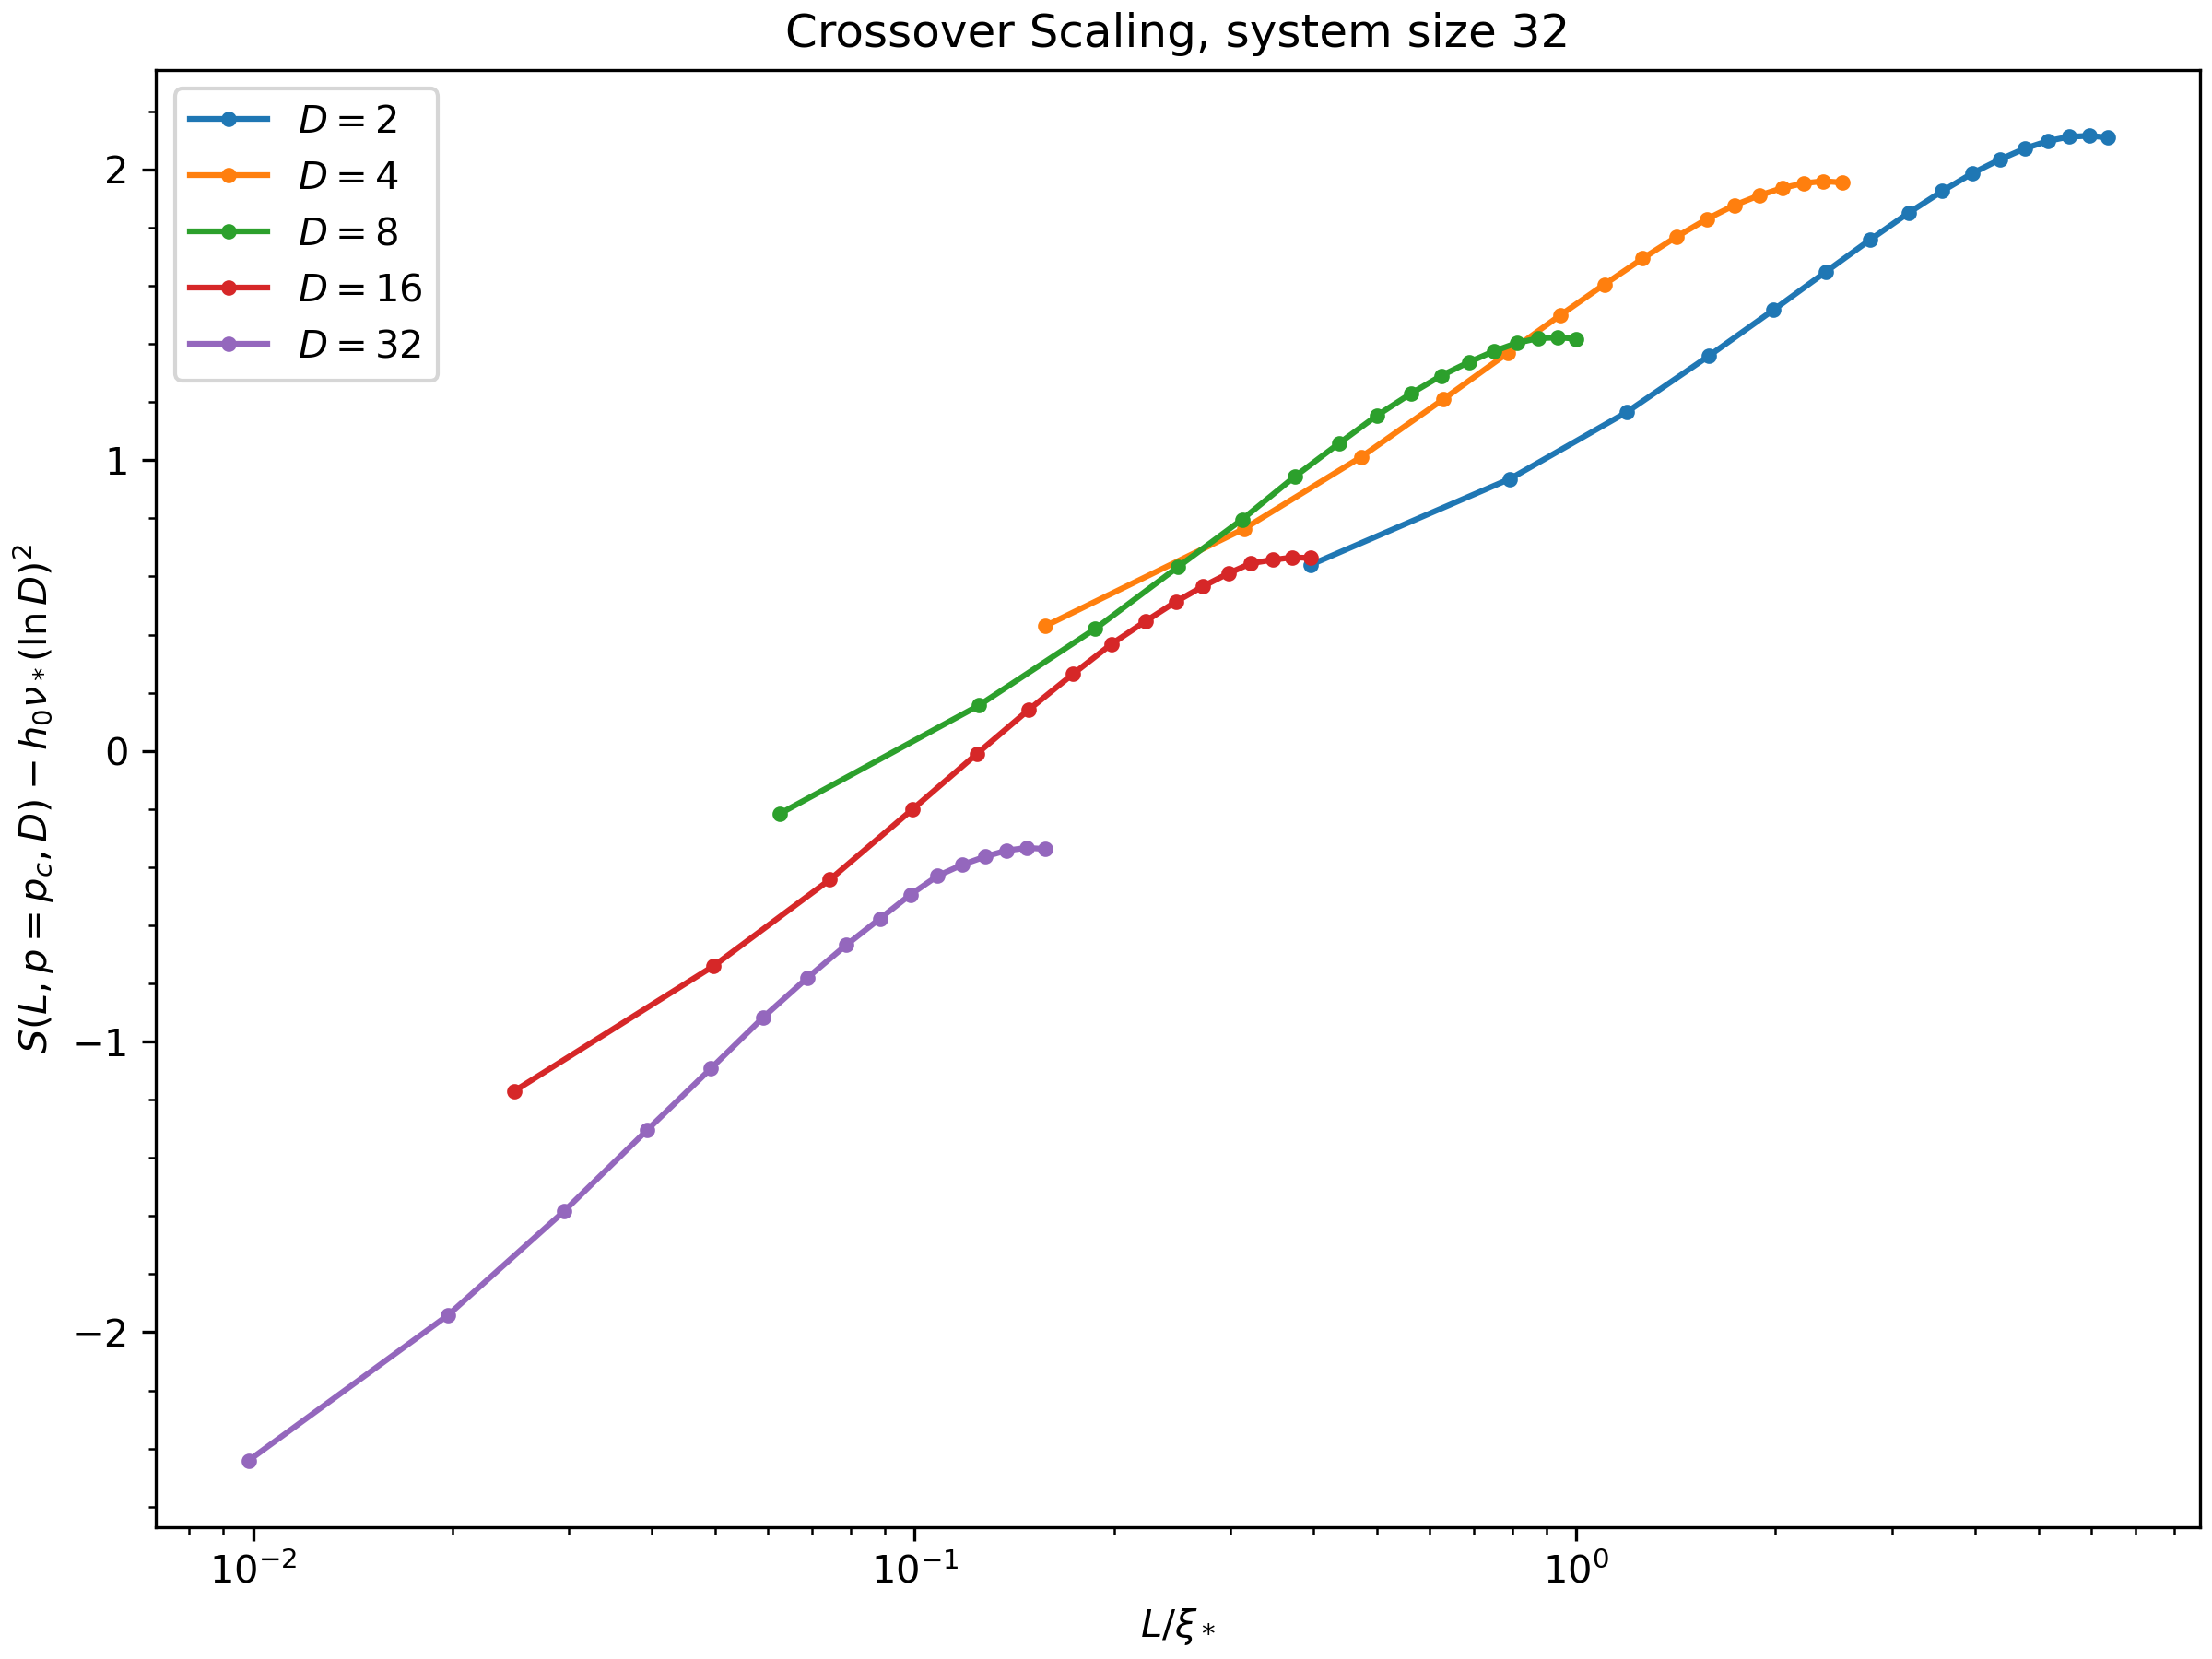 Crossover Scaling, system size 32
D = 2
D = 4
D = 8
D = 16
D = 32
S(L, p = p_c, D) − h_0ν_*(ln D)^2
2
1
0
−1
−2
10^−2
10^−1
10^0
L/ξ_*